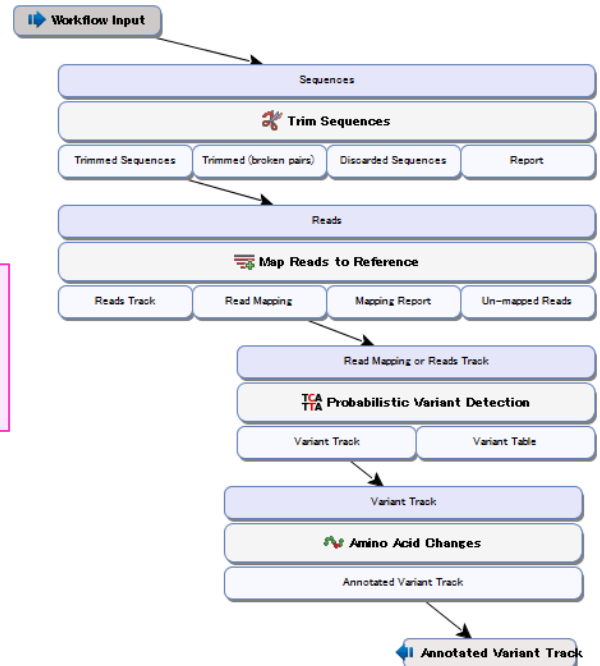 Workflow Input
Sequences
Trim Sequences
Trimmed Sequences
Trimmed (broken pairs)
Discarded Sequences
Report
Reads
Map Reads to Reference
Reads Track
Read Mapping
Mapping Report
Un-mapped Reads
Read Mapping or Reads Track
TCA
TTA
Probabilistic Variant Detection
Variant Track
Variant Table
Variant Track
Amino Acid Changes
Annotated Variant Track
Annotated Variant Track